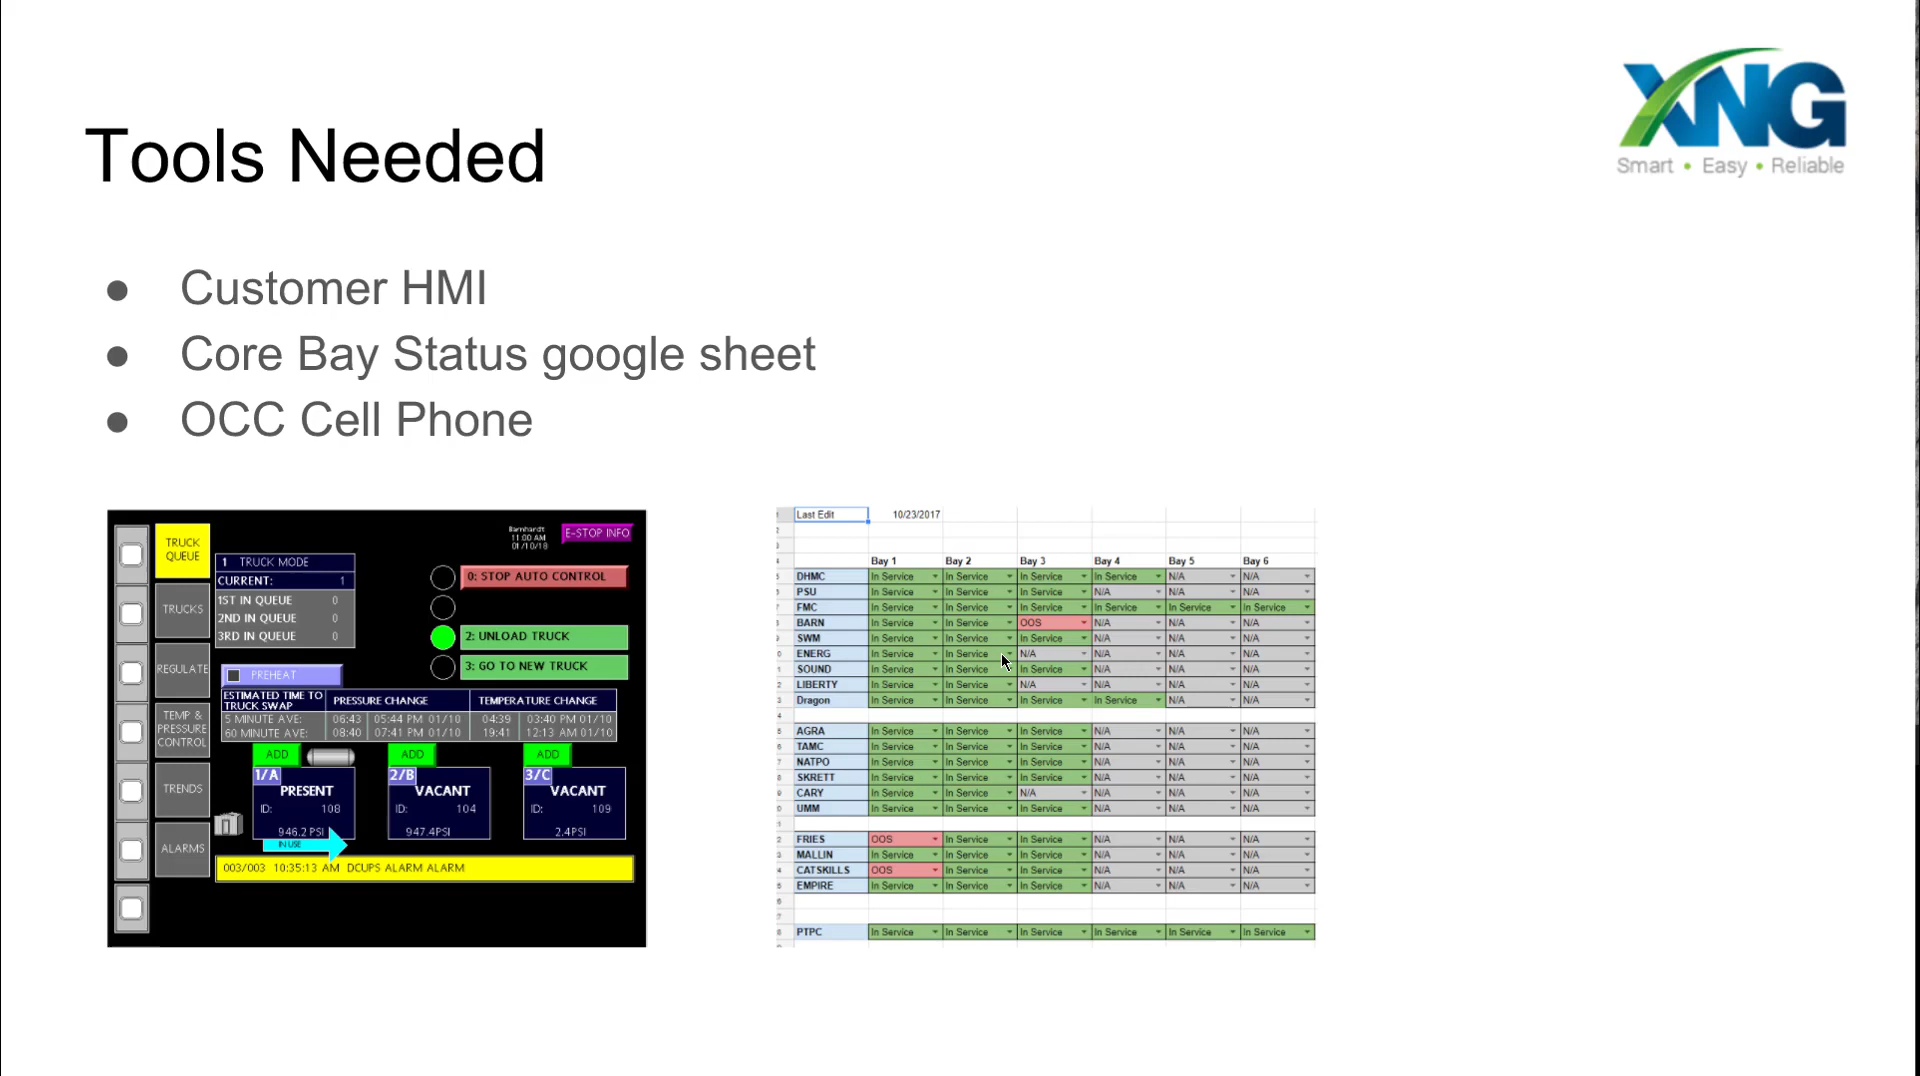 XNG
Smart • Easy • Reliable
Tools Needed
● Customer HMI
● Core Bay Status google sheet
● OCC Cell Phone
TRUCK
QUEUE
TRUCKS
REGULATE
TEMP &
PRESSURE
CONTROL
TRENDS
ALARMS
Barnhardt
11:00 AM
01/10/18
E-STOP INFO
1 TRUCK MODE
CURRENT: 1
1ST IN QUEUE 0
2ND IN QUEUE 0
3RD IN QUEUE 0
0: STOP AUTO CONTROL
2: UNLOAD TRUCK
3: GO TO NEW TRUCK
PREHEAT
ESTIMATED TIME TO
TRUCK SWAP
PRESSURE CHANGE TEMPERATURE CHANGE
5 MINUTE AVE: 06:43 05:44 PM 01/10 04:39 03:40 PM 01/10
60 MINUTE AVE: 08:40 07:41 PM 01/10 19:41 12:13 AM 01/10
ADD ADD ADD
1/A 2/B 3/C
PRESENT VACANT VACANT
ID: 108 ID: 104 ID: 109
946.2 PSI 947.4PSI 2.4PSI
IN USE
003/003 10:35:13 AM DCUPS ALARM ALARM
Last Edit 10/23/2017
Bay 1 Bay 2 Bay 3 Bay 4 Bay 5 Bay 6
DHMC In Service In Service In Service In Service N/A N/A
PSU In Service In Service In Service N/A N/A N/A
FMC In Service In Service In Service In Service In Service In Service
BARN In Service In Service OOS N/A N/A N/A
SWM In Service In Service In Service N/A N/A N/A
ENERG In Service In Service N/A N/A N/A N/A
SOUND In Service In Service In Service N/A N/A N/A
LIBERTY In Service In Service N/A N/A N/A N/A
Dragon In Service In Service In Service In Service N/A N/A
AGRA In Service In Service In Service N/A N/A N/A
TAMC In Service In Service In Service N/A N/A N/A
NATPO In Service In Service In Service N/A N/A N/A
SKRETT In Service In Service In Service N/A N/A N/A
CARY In Service In Service N/A N/A N/A N/A
UMM In Service In Service In Service N/A N/A N/A
FRIES OOS In Service In Service N/A N/A N/A
MALLIN In Service In Service In Service N/A N/A N/A
CATSKILLS OOS In Service In Service N/A N/A N/A
EMPIRE In Service In Service In Service N/A N/A N/A
PTPC In Service In Service In Service In Service In Service In Service